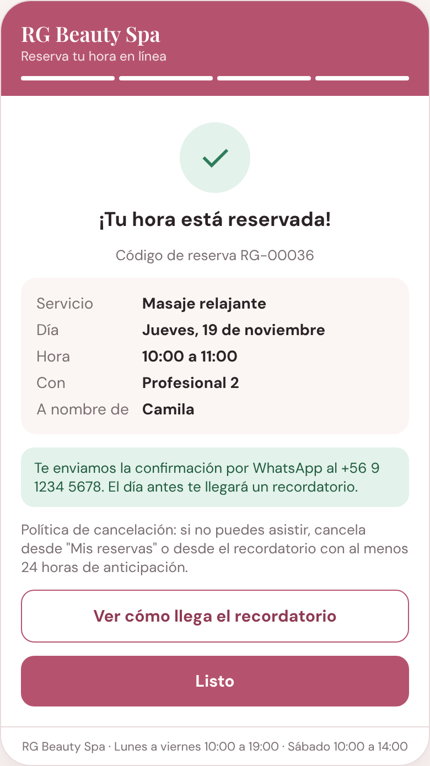 RG Beauty Spa
Reserva tu hora en línea
¡Tu hora está reservada!
Código de reserva RG-00036
Servicio Masaje relajante
Día Jueves, 19 de noviembre
Hora 10:00 a 11:00
Con Profesional 2
A nombre de Camila
Te enviamos la confirmación por WhatsApp al +56 9
1234 5678. El día antes te llegará un recordatorio.
Política de cancelación: si no puedes asistir, cancela
desde "Mis reservas" o desde el recordatorio con al menos
24 horas de anticipación.
Ver cómo llega el recordatorio
Listo
RG Beauty Spa · Lunes a viernes 10:00 a 19:00 · Sábado 10:00 a 14:00